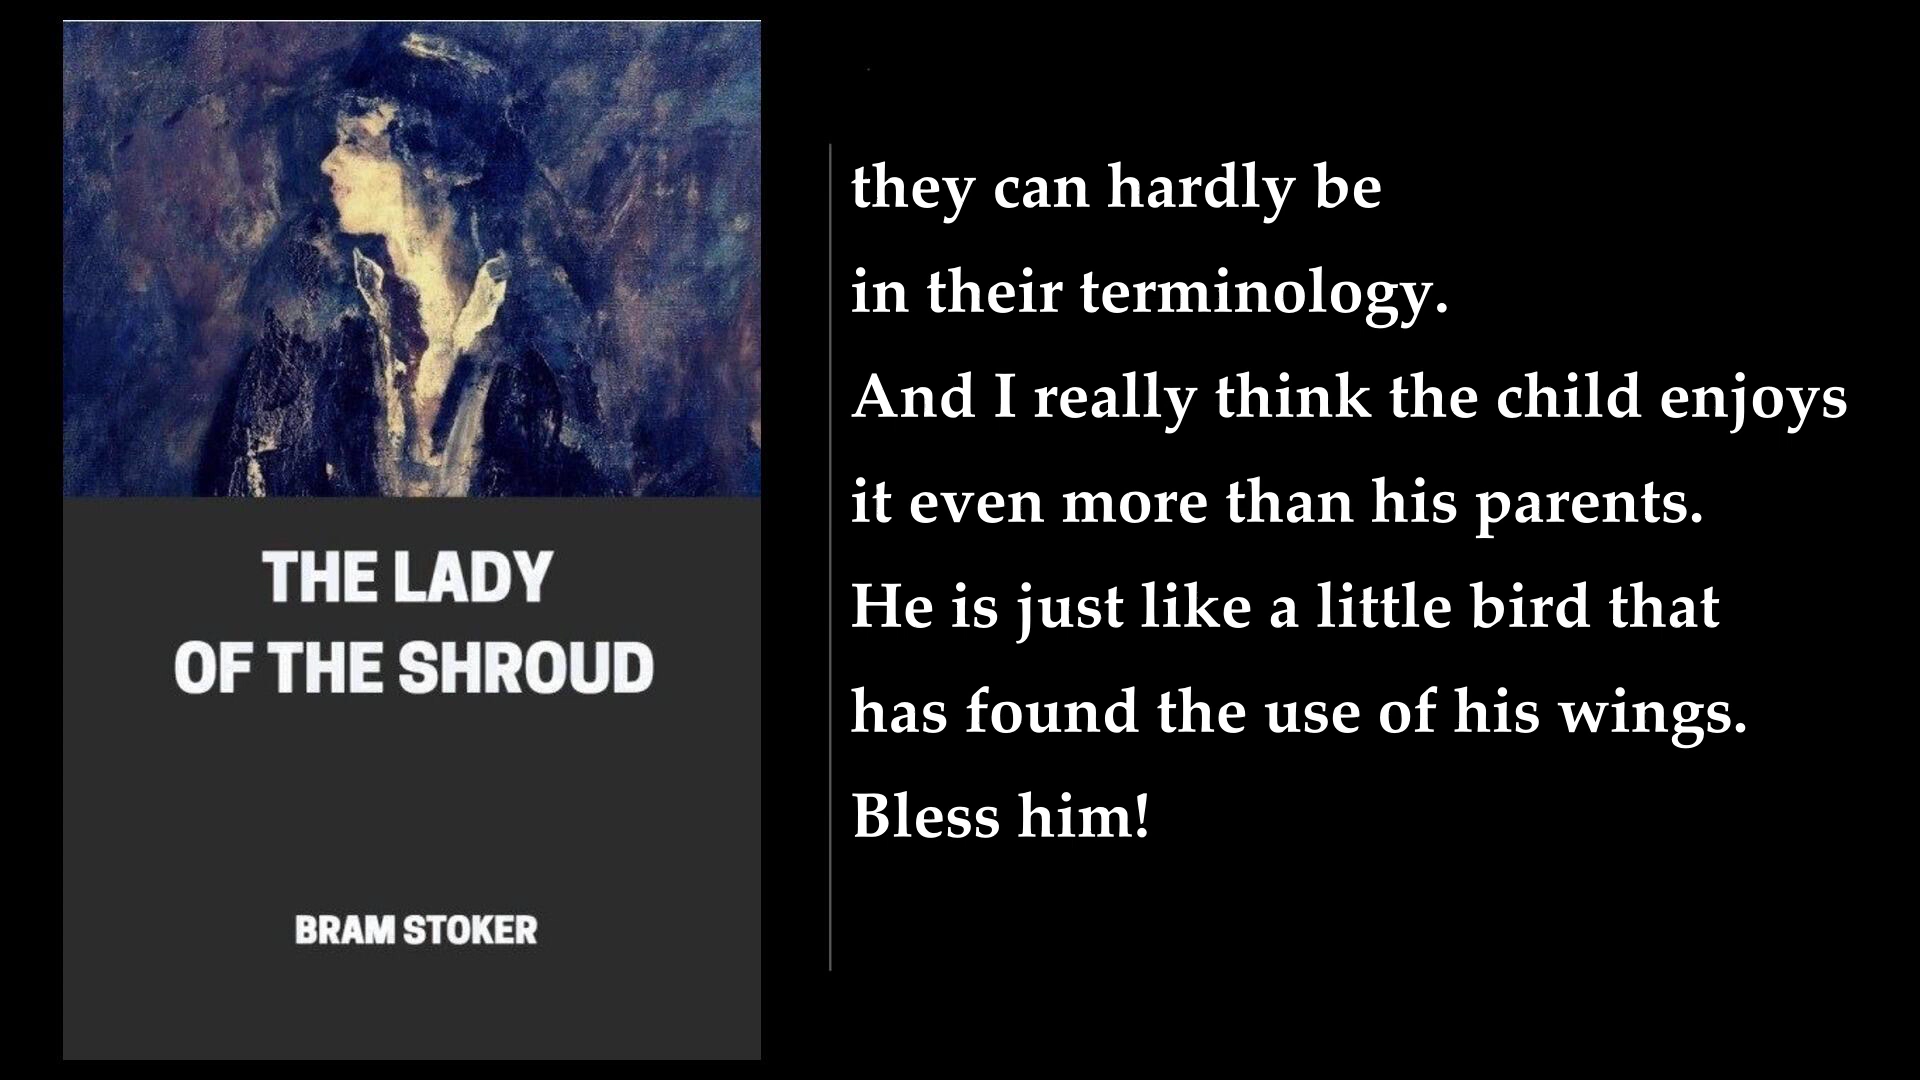 THE LADY
OF THE SHROUD
BRAM STOKER
they can hardly be
in their terminology.
And I really think the child enjoys
it even more than his parents.
He is just like a little bird that
has found the use of his wings.
Bless him!